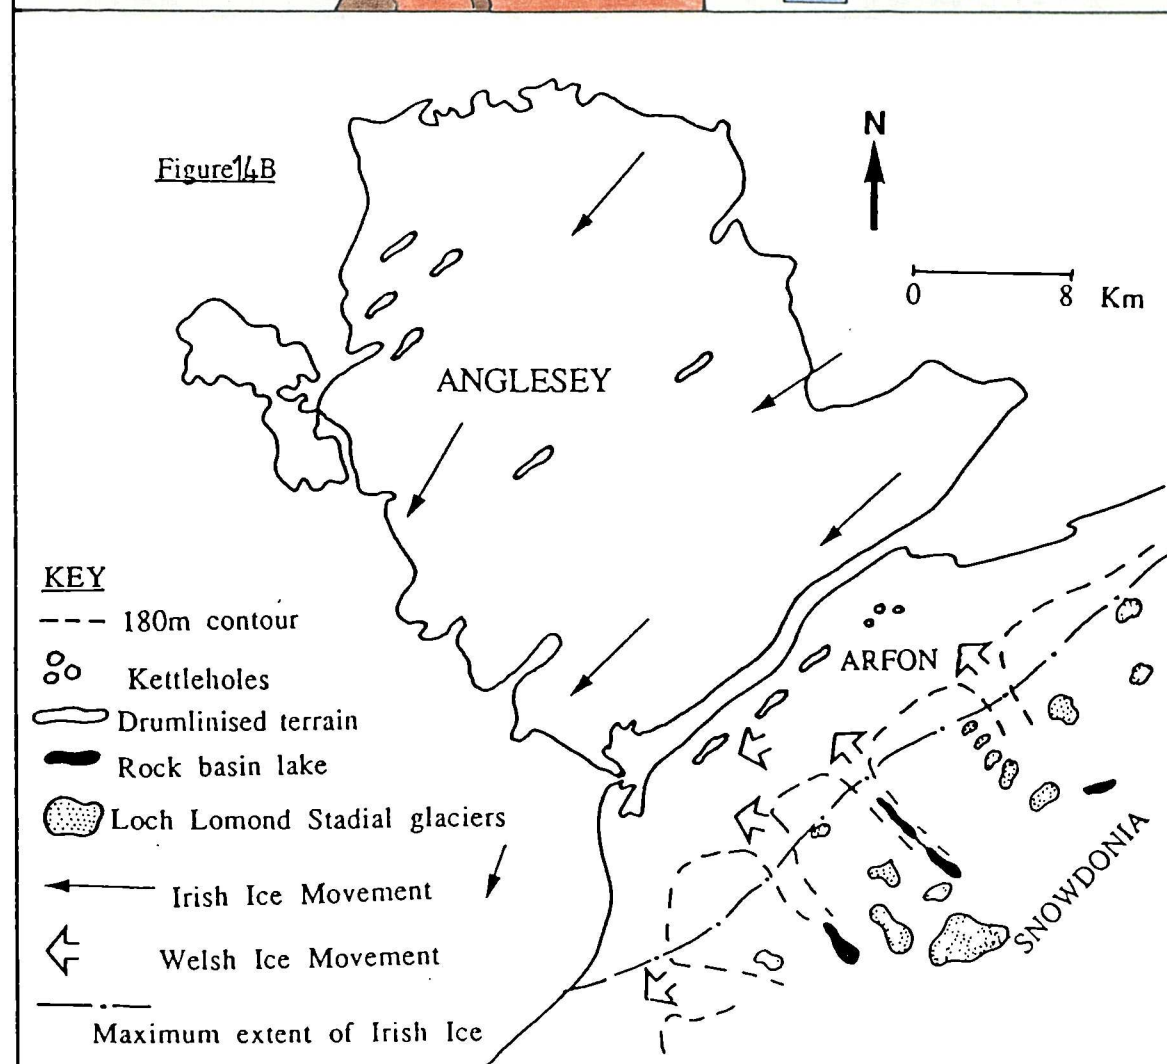 Figure14B
N
0 8 Km
ANGLESEY
ARFON
SNOWDONIA
KEY
180m contour
Kettleholes
Drumlinised terrain
Rock basin lake
Loch Lomond Stadial glaciers
Irish Ice Movement
Welsh Ice Movement
Maximum extent of Irish Ice